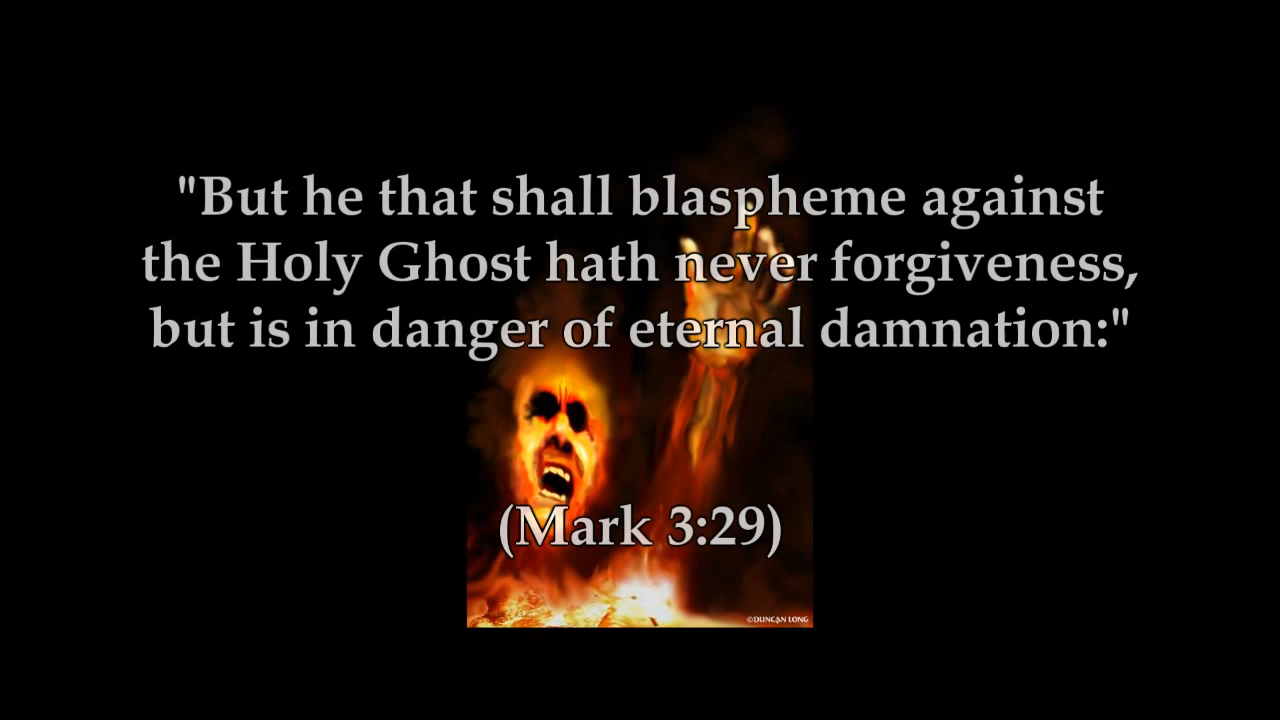 "But he that shall blaspheme against
the Holy Ghost hath never forgiveness,
but is in danger of eternal damnation:"
(Mark 3:29)
©DUNCAN LONG